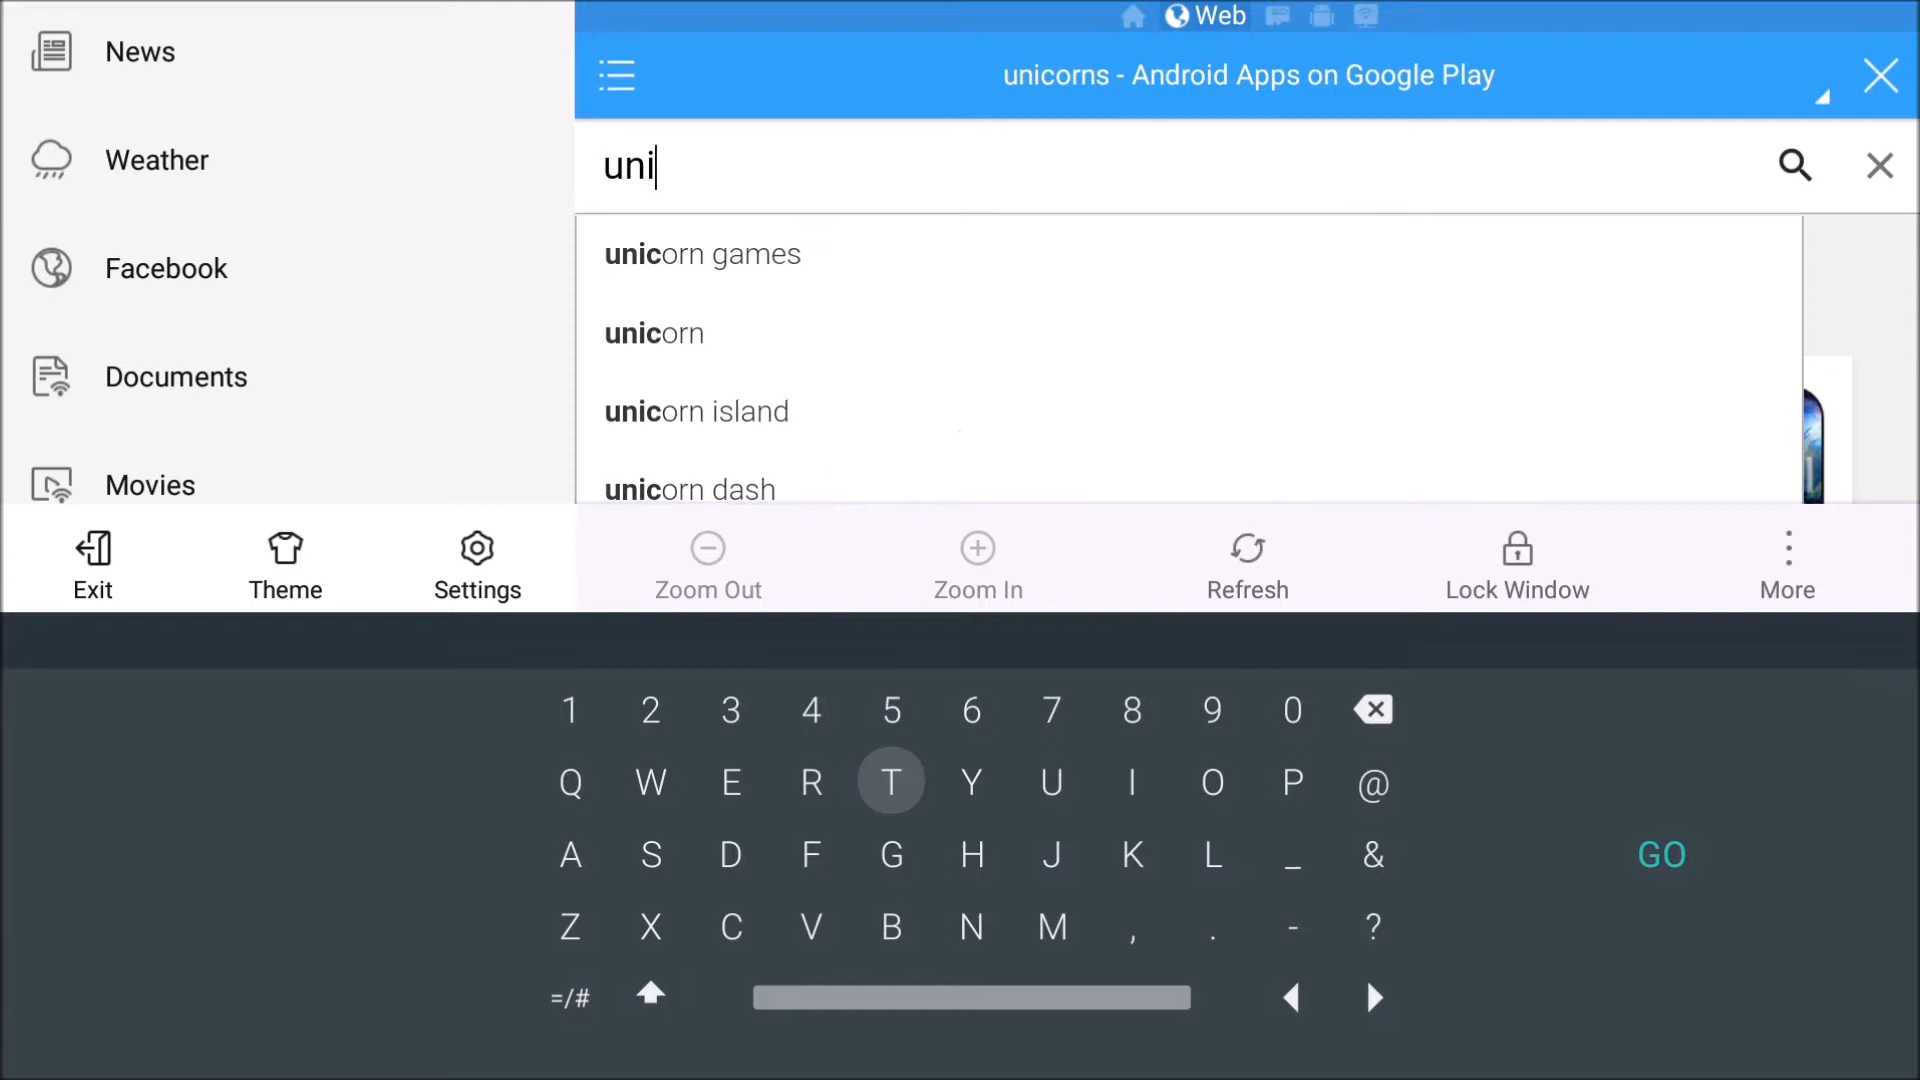 Web
News
Weather
Facebook
Documents
Movies
Exit
Theme
Settings
unicorns - Android Apps on Google Play
uni
unicorn games
unicorn
unicorn island
unicorn dash
Zoom Out
Zoom In
Refresh
Lock Window
More
1 2 3 4 5 6 7 8 9 0
Q W E R T Y U I O P @
A S D F G H J K L _ &
GO
Z X C V B N M , . - ?
=/#